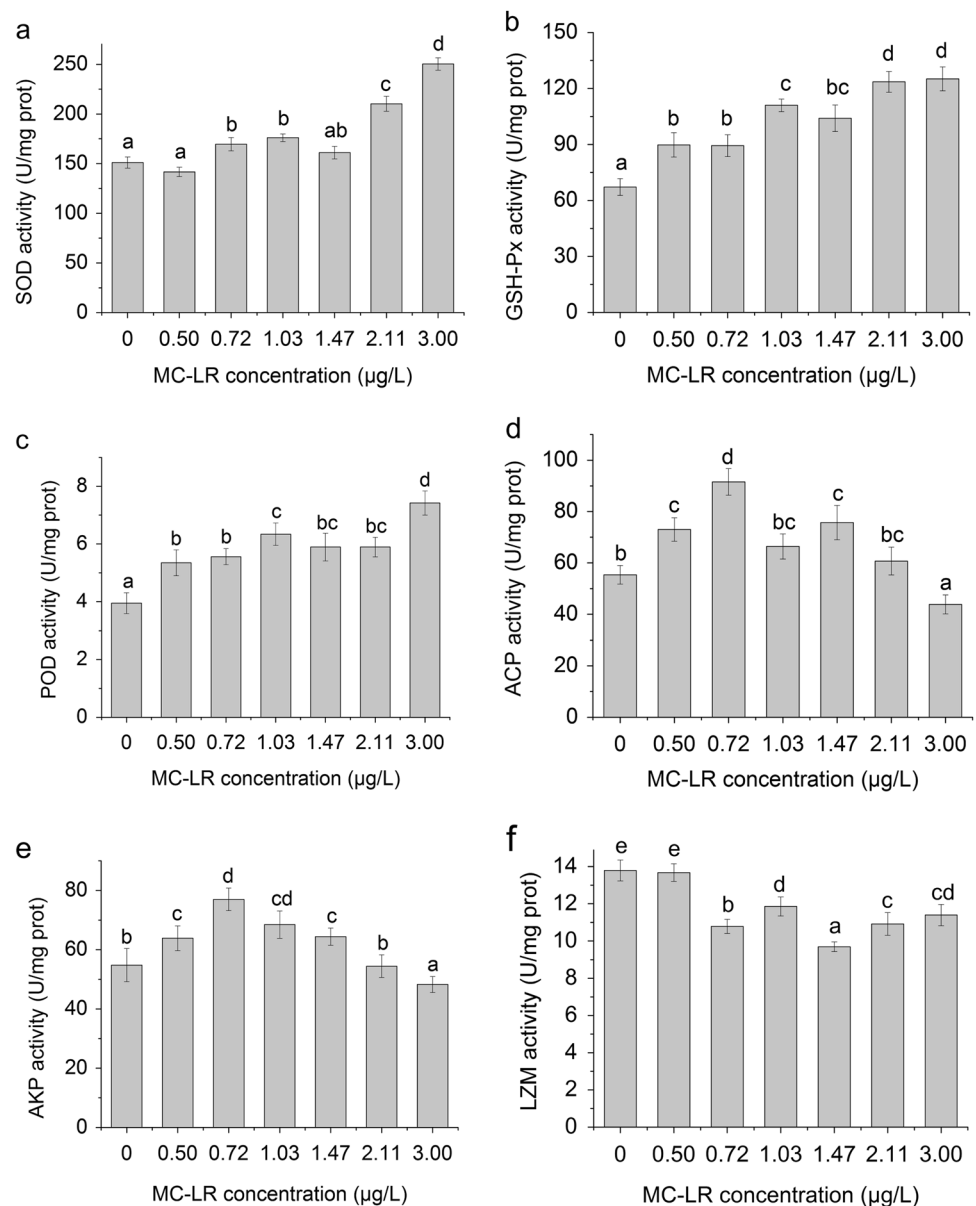 a
SOD activity (U/mg prot)
250
200
150
100
50
0
a
a
b
b
ab
c
d
0 0.50 0.72 1.03 1.47 2.11 3.00
MC-LR concentration (µg/L)
b
GSH-Px activity (U/mg prot)
150
120
90
60
30
0
a
b
b
c
bc
d
d
0 0.50 0.72 1.03 1.47 2.11 3.00
MC-LR concentration (µg/L)
c
POD activity (U/mg prot)
8
6
4
2
0
a
b
b
c
bc
bc
d
0 0.50 0.72 1.03 1.47 2.11 3.00
MC-LR concentration (µg/L)
d
ACP activity (U/mg prot)
100
80
60
40
20
0
b
c
d
bc
c
bc
a
0 0.50 0.72 1.03 1.47 2.11 3.00
MC-LR concentration (µg/L)
e
AKP activity (U/mg prot)
80
60
40
20
0
b
c
d
cd
c
b
a
0 0.50 0.72 1.03 1.47 2.11 3.00
MC-LR concentration (µg/L)
f
LZM activity (U/mg prot)
14
12
10
8
6
4
2
0
e
e
b
d
a
c
cd
0 0.50 0.72 1.03 1.47 2.11 3.00
MC-LR concentration (µg/L)